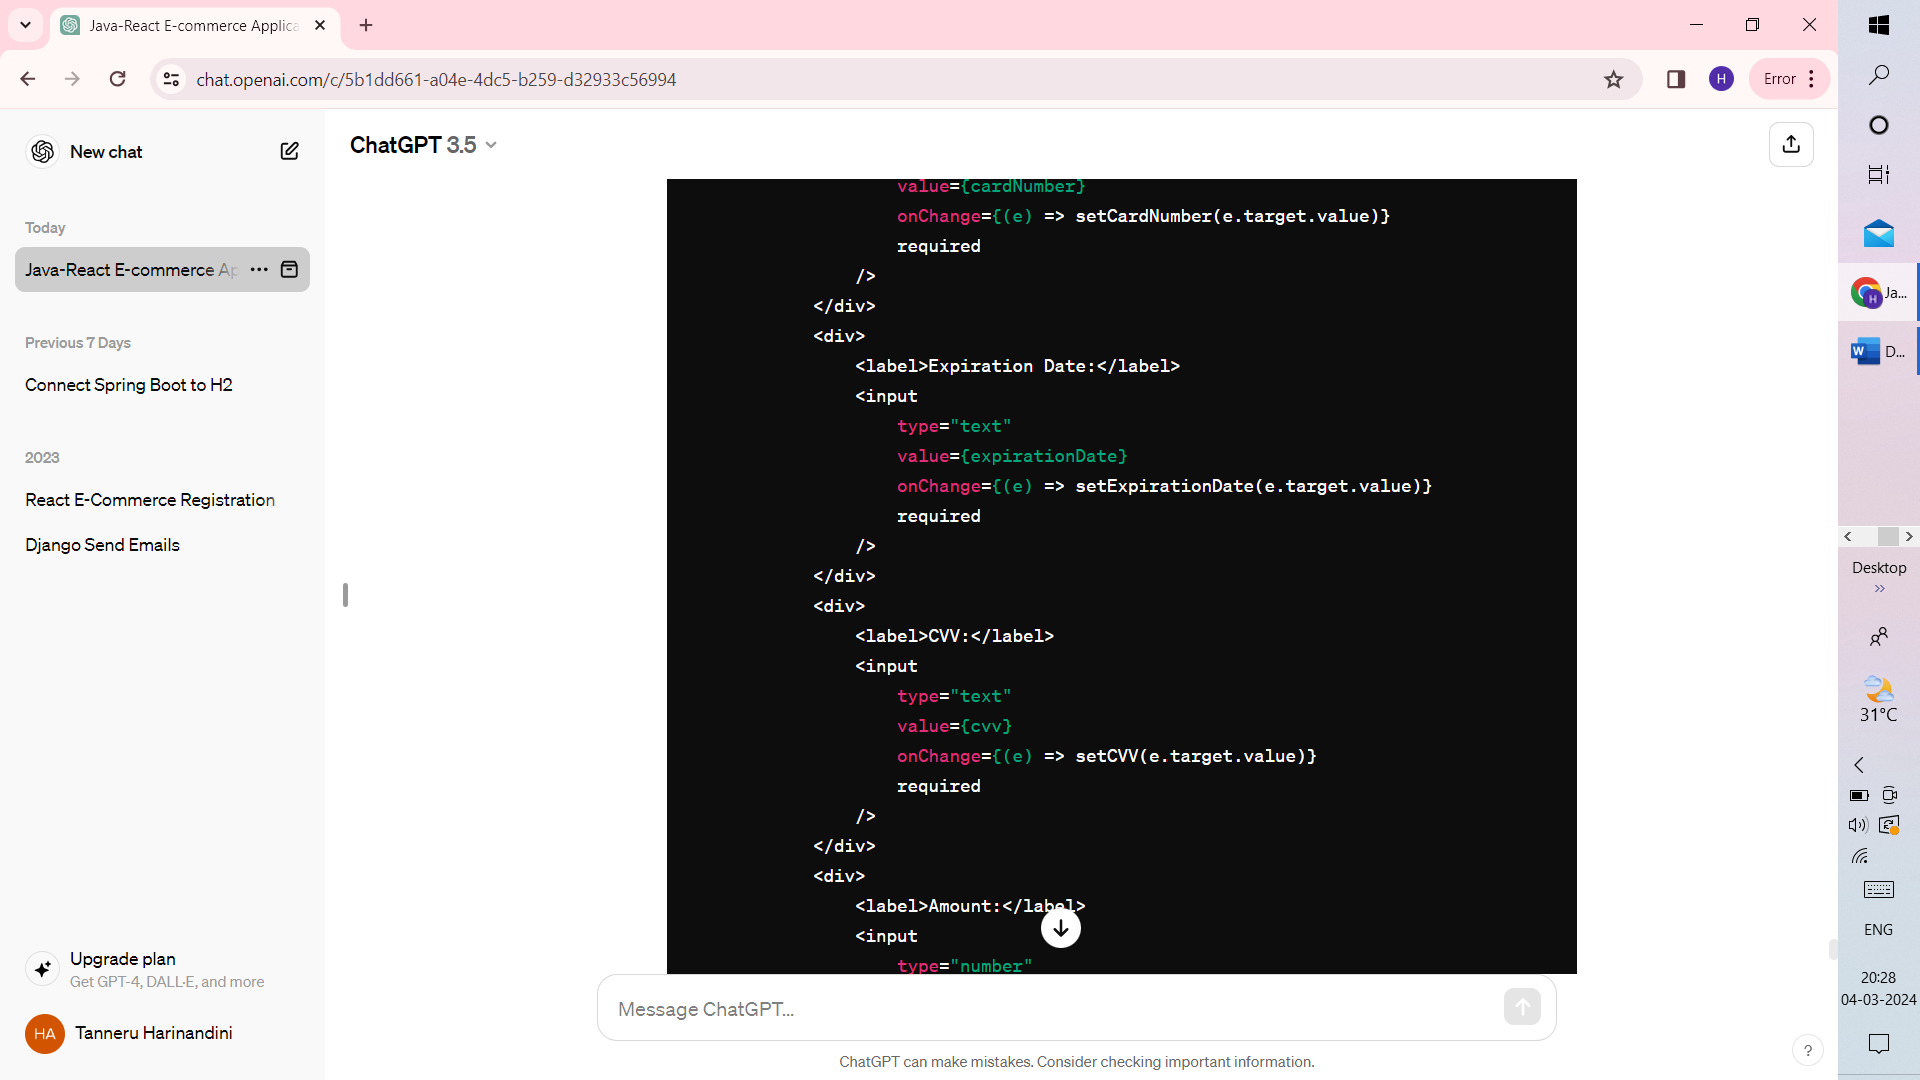 Java-React E-commerce Applica
chat.openai.com/c/5b1dd661-a04e-4dc5-b259-d32933c56994
H
Error
New chat
Today
Java-React E-commerce Ap
Previous 7 Days
Connect Spring Boot to H2
2023
React E-Commerce Registration
Django Send Emails
Upgrade plan
Get GPT-4, DALL·E, and more
HA
Tanneru Harinandini
ChatGPT 3.5
value={cardNumber}
onChange={(e) => setCardNumber(e.target.value)}
required
/>
</div>
<div>
<label>Expiration Date:</label>
<input
type="text"
value={expirationDate}
onChange={(e) => setExpirationDate(e.target.value)}
required
/>
</div>
<div>
<label>CVV:</label>
<input
type="text"
value={cvv}
onChange={(e) => setCVV(e.target.value)}
required
/>
</div>
<div>
<label>Amount:</label>
<input
type="number"
Message ChatGPT...
ChatGPT can make mistakes. Consider checking important information.
?
H
Ja...
W
D...
Desktop
31°C
ENG
20:28
04-03-2024